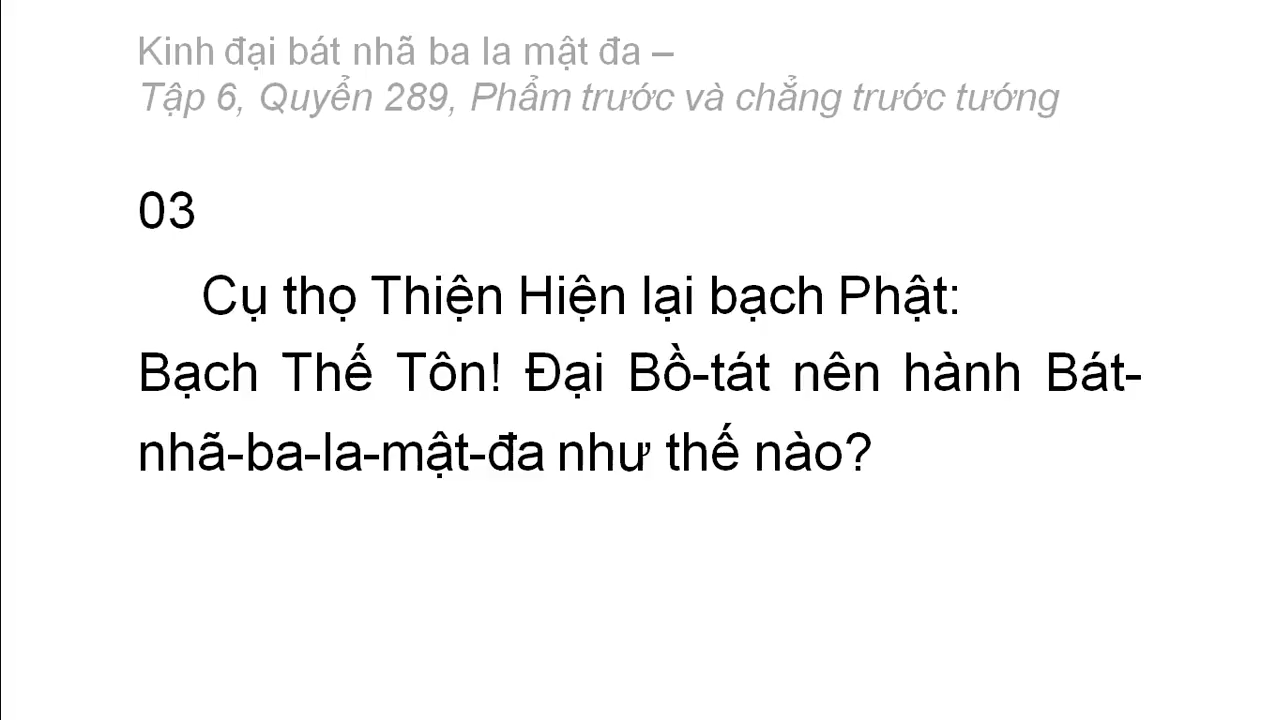 Kinh đại bát nhã ba la mật đa –
Tập 6, Quyển 289, Phẩm trước và chẳng trước tướng
03
Cụ thọ Thiện Hiện lại bạch Phật:
Bạch Thế Tôn! Đại Bồ-tát nên hành Bát-
nhã-ba-la-mật-đa như thế nào?